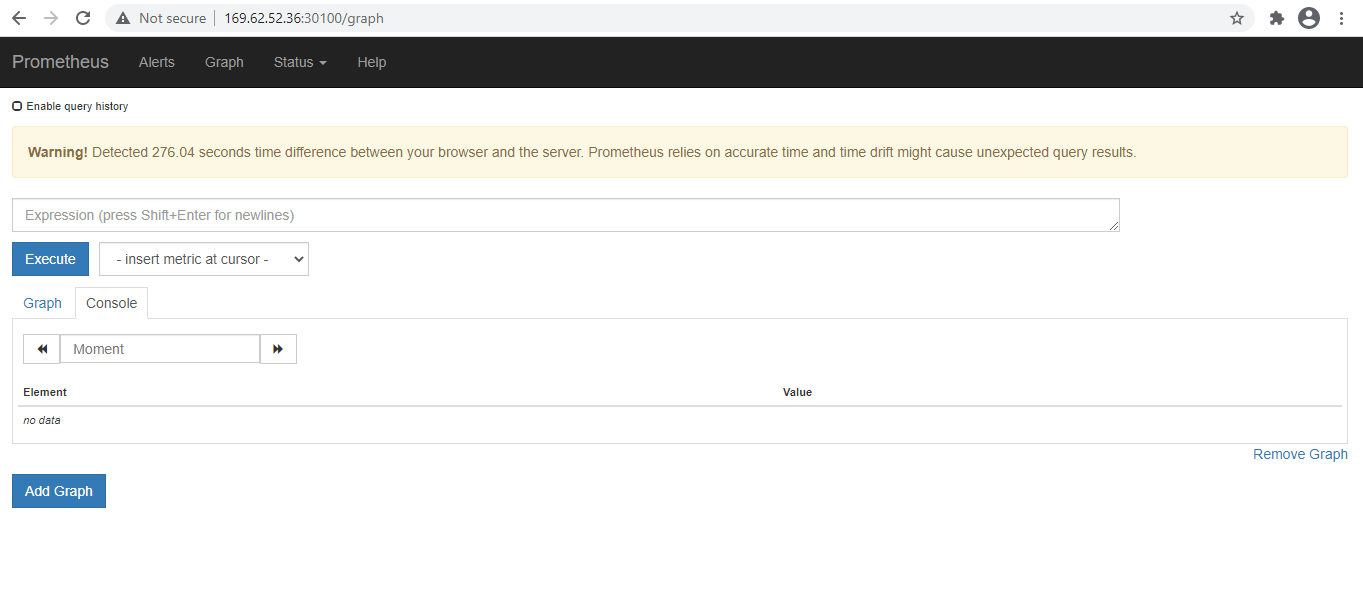 Not secure 169.62.52.36:30100/graph
Prometheus Alerts Graph Status Help
Enable query history
Warning! Detected 276.04 seconds time difference between your browser and the server. Prometheus relies on accurate time and time drift might cause unexpected query results.
Expression (press Shift+Enter for newlines)
Execute - insert metric at cursor -
Graph Console
Moment
Element Value
no data
Remove Graph
Add Graph